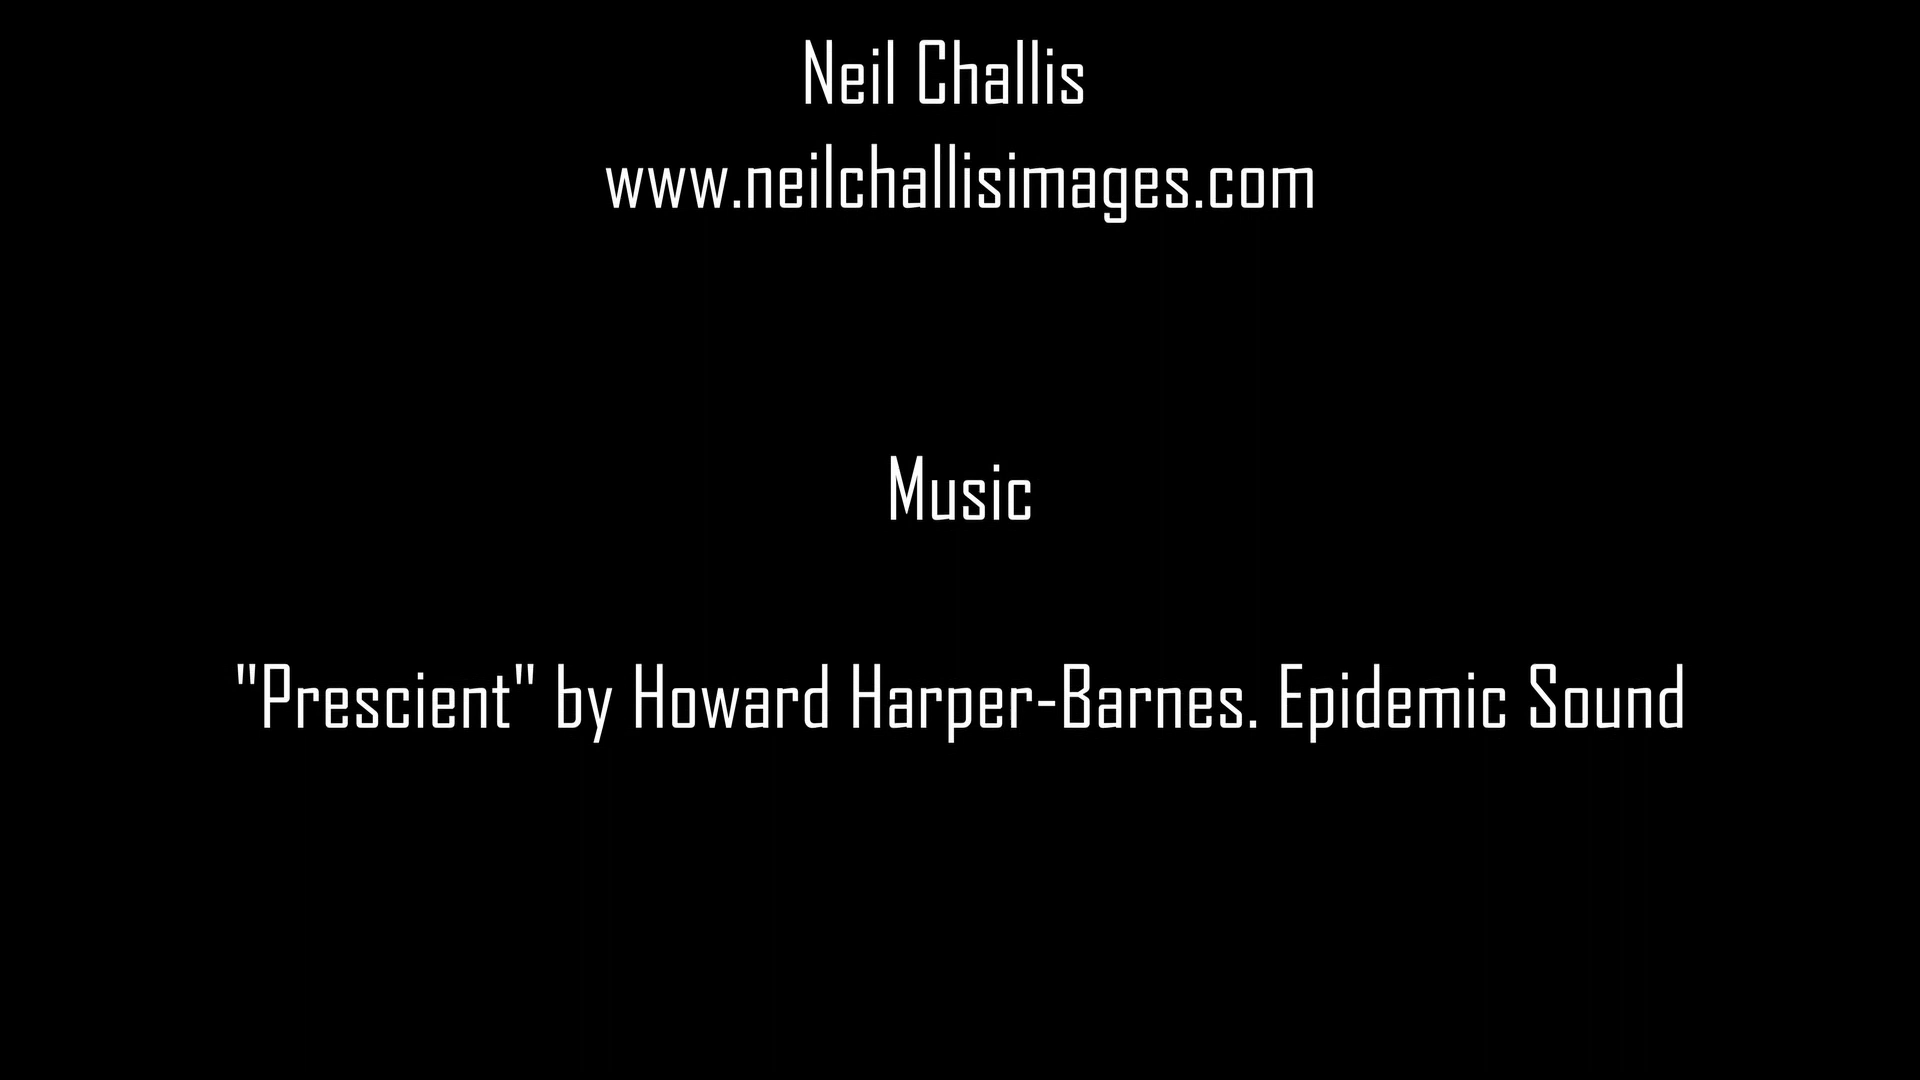 Neil Challis
www.neilchallisimages.com
Music
"Prescient" by Howard Harper-Barnes. Epidemic Sound